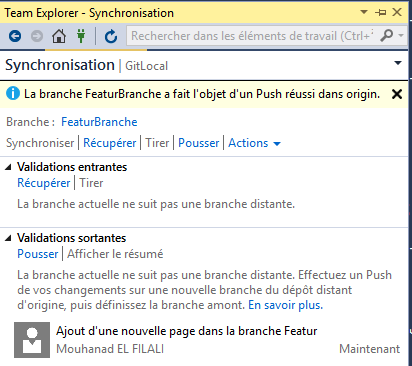 Team Explorer - Synchronisation
Rechercher dans les éléments de travail (Ctrl+
Synchronisation | GitLocal
La branche FeaturBranche a fait l'objet d'un Push réussi dans origin.
Branche : FeaturBranche
Synchroniser | Récupérer | Tirer | Pousser | Actions
Validations entrantes
Récupérer | Tirer
La branche actuelle ne suit pas une branche distante.
Validations sortantes
Pousser | Afficher le résumé
La branche actuelle ne suit pas une branche distante. Effectuez un Push
de vos changements sur une nouvelle branche du dépôt distant
d'origine, puis définissez la branche amont. En savoir plus.
Ajout d'une nouvelle page dans la branche Featur
Mouhanad EL FILALI Maintenant